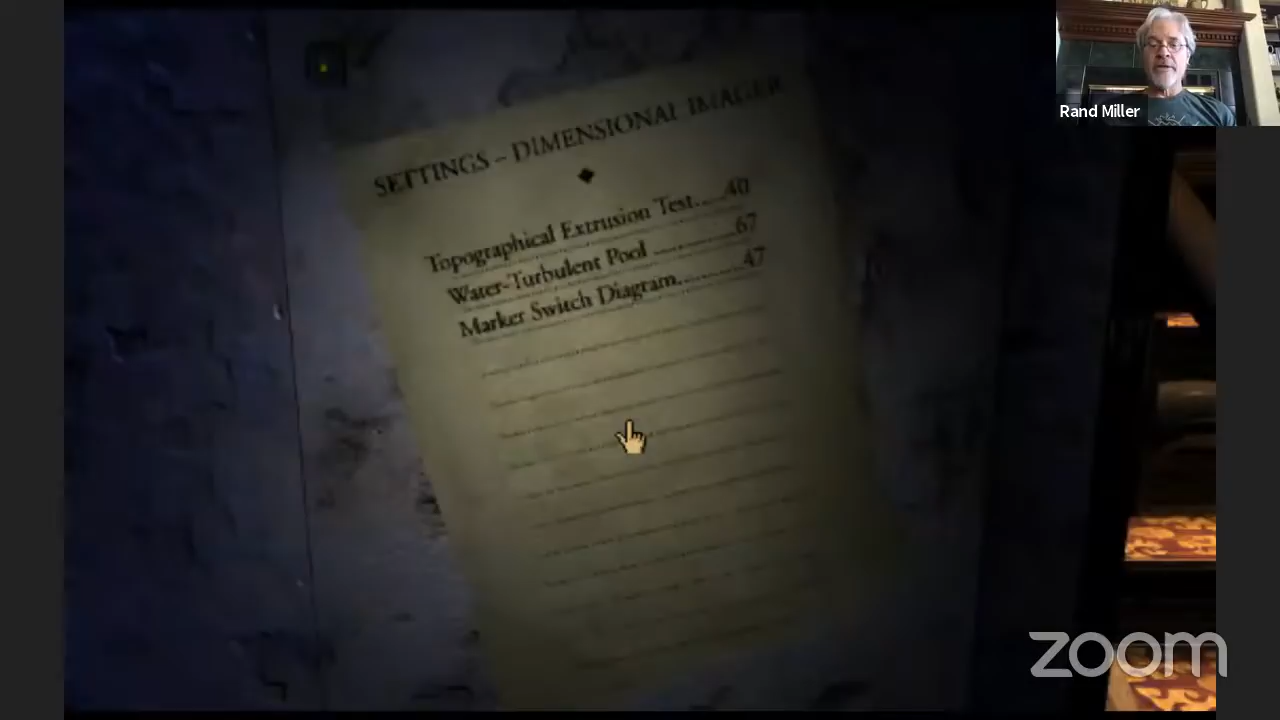 Rand Miller
SETTINGS – DIMENSIONAL IMAGER
Topographical Extrusion Test.....40
Water-Turbulent Pool ...............67
Marker Switch Diagram.............47
zoom